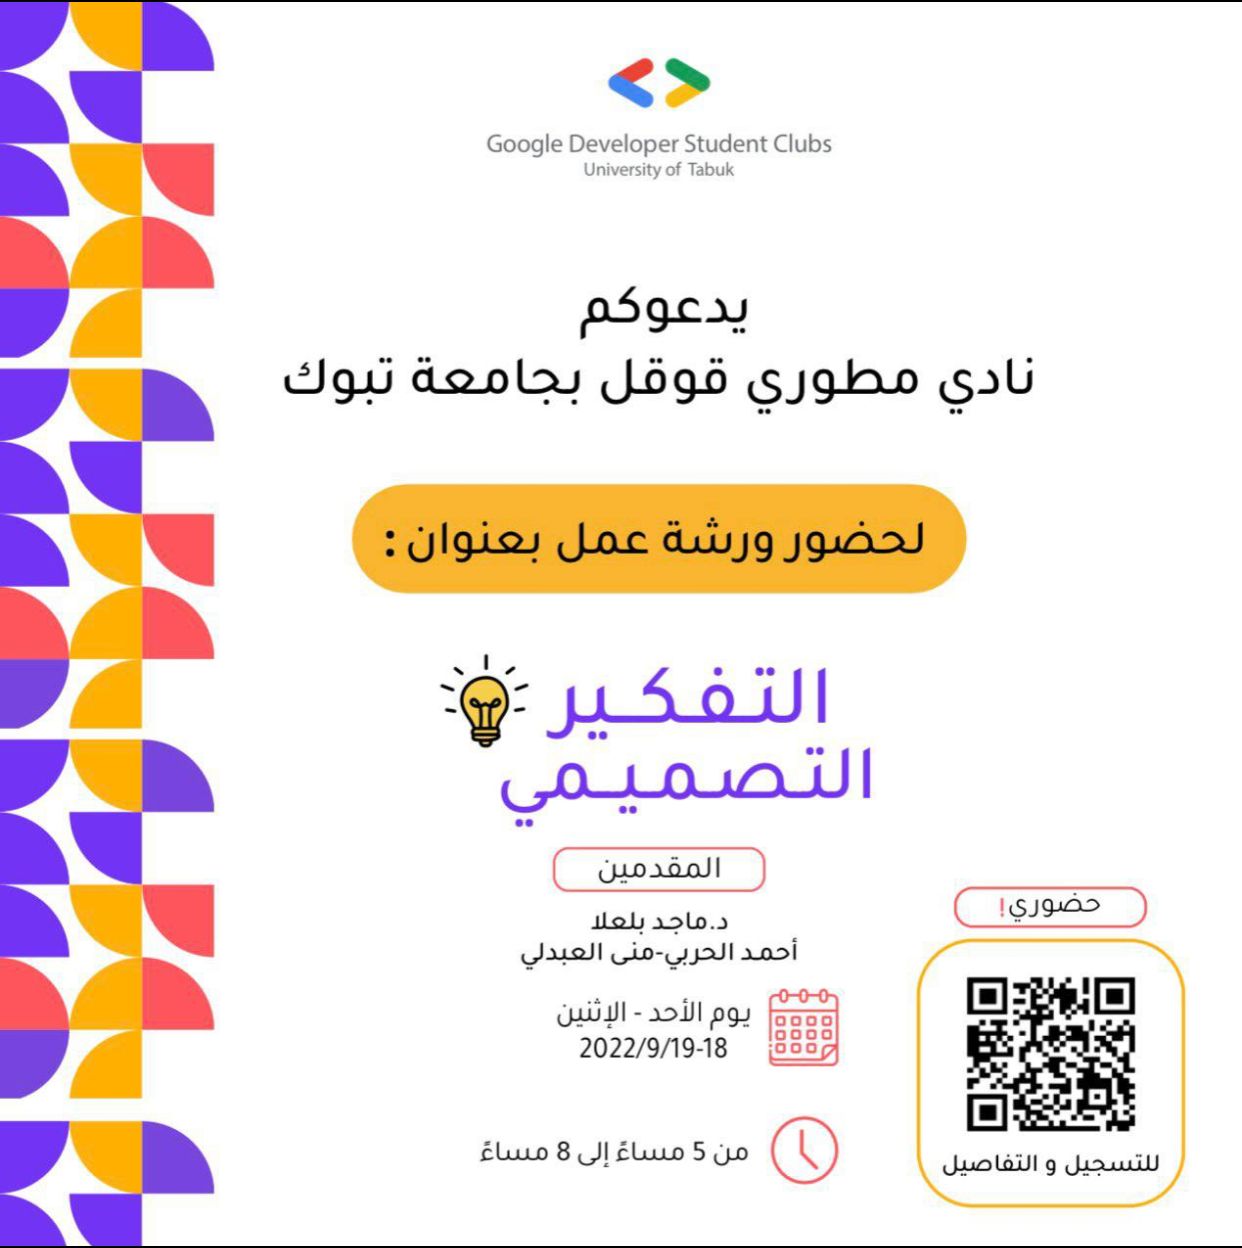 Google Developer Student Clubs
University of Tabuk
يدعوكم
نادي مطوري قوقل بجامعة تبوك
لحضور ورشة عمل بعنوان :
التفكير
التصميمي
المقدمين
د.ماجد بلعلا
أحمد الحربي-منى العبدلي
يوم الأحد - الإثنين
2022/9/19-18
من 5 مساءً إلى 8 مساءً
حضوري!
للتسجيل و التفاصيل